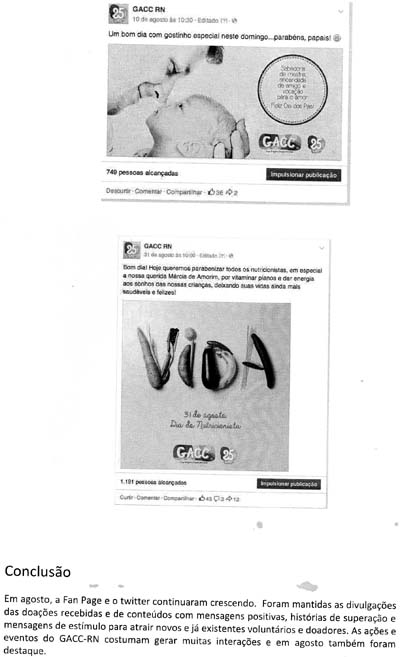 GACC RN
10 de agosto às 10:30 · Editado
Um bom dia com gostinho especial neste domingo...parabéns, papais!
Sabedoria
de mestre,
sinceridade
de amigo e
vocação
para o amor.
Feliz Dia dos Pais!
GACC 25
749 pessoas alcançadas
Impulsionar publicação
Descurtir · Comentar · Compartilhar · 36 2
GACC RN
31 de agosto às 10:00 · Editado
Bom dia! Hoje queremos parabenizar todos os nutricionistas, em especial
a nossa querida Márcia de Amorim, por vitaminar planos e dar energia
aos sonhos das nossas crianças, deixando suas vidas ainda mais
saudáveis e felizes!
VIDA
31 de agosto
Dia do Nutricionista
GACC 25
1.191 pessoas alcançadas
Impulsionar publicação
Curtir · Comentar · Compartilhar · 45 3 12
Conclusão
Em agosto, a Fan Page e o twitter continuaram crescendo. Foram mantidas as divulgações
das doações recebidas e de conteúdos com mensagens positivas, histórias de superação e
mensagens de estímulo para atrair novos e já existentes voluntários e doadores. As ações e
eventos do GACC-RN costumam gerar muitas interações e em agosto também foram
destaque.